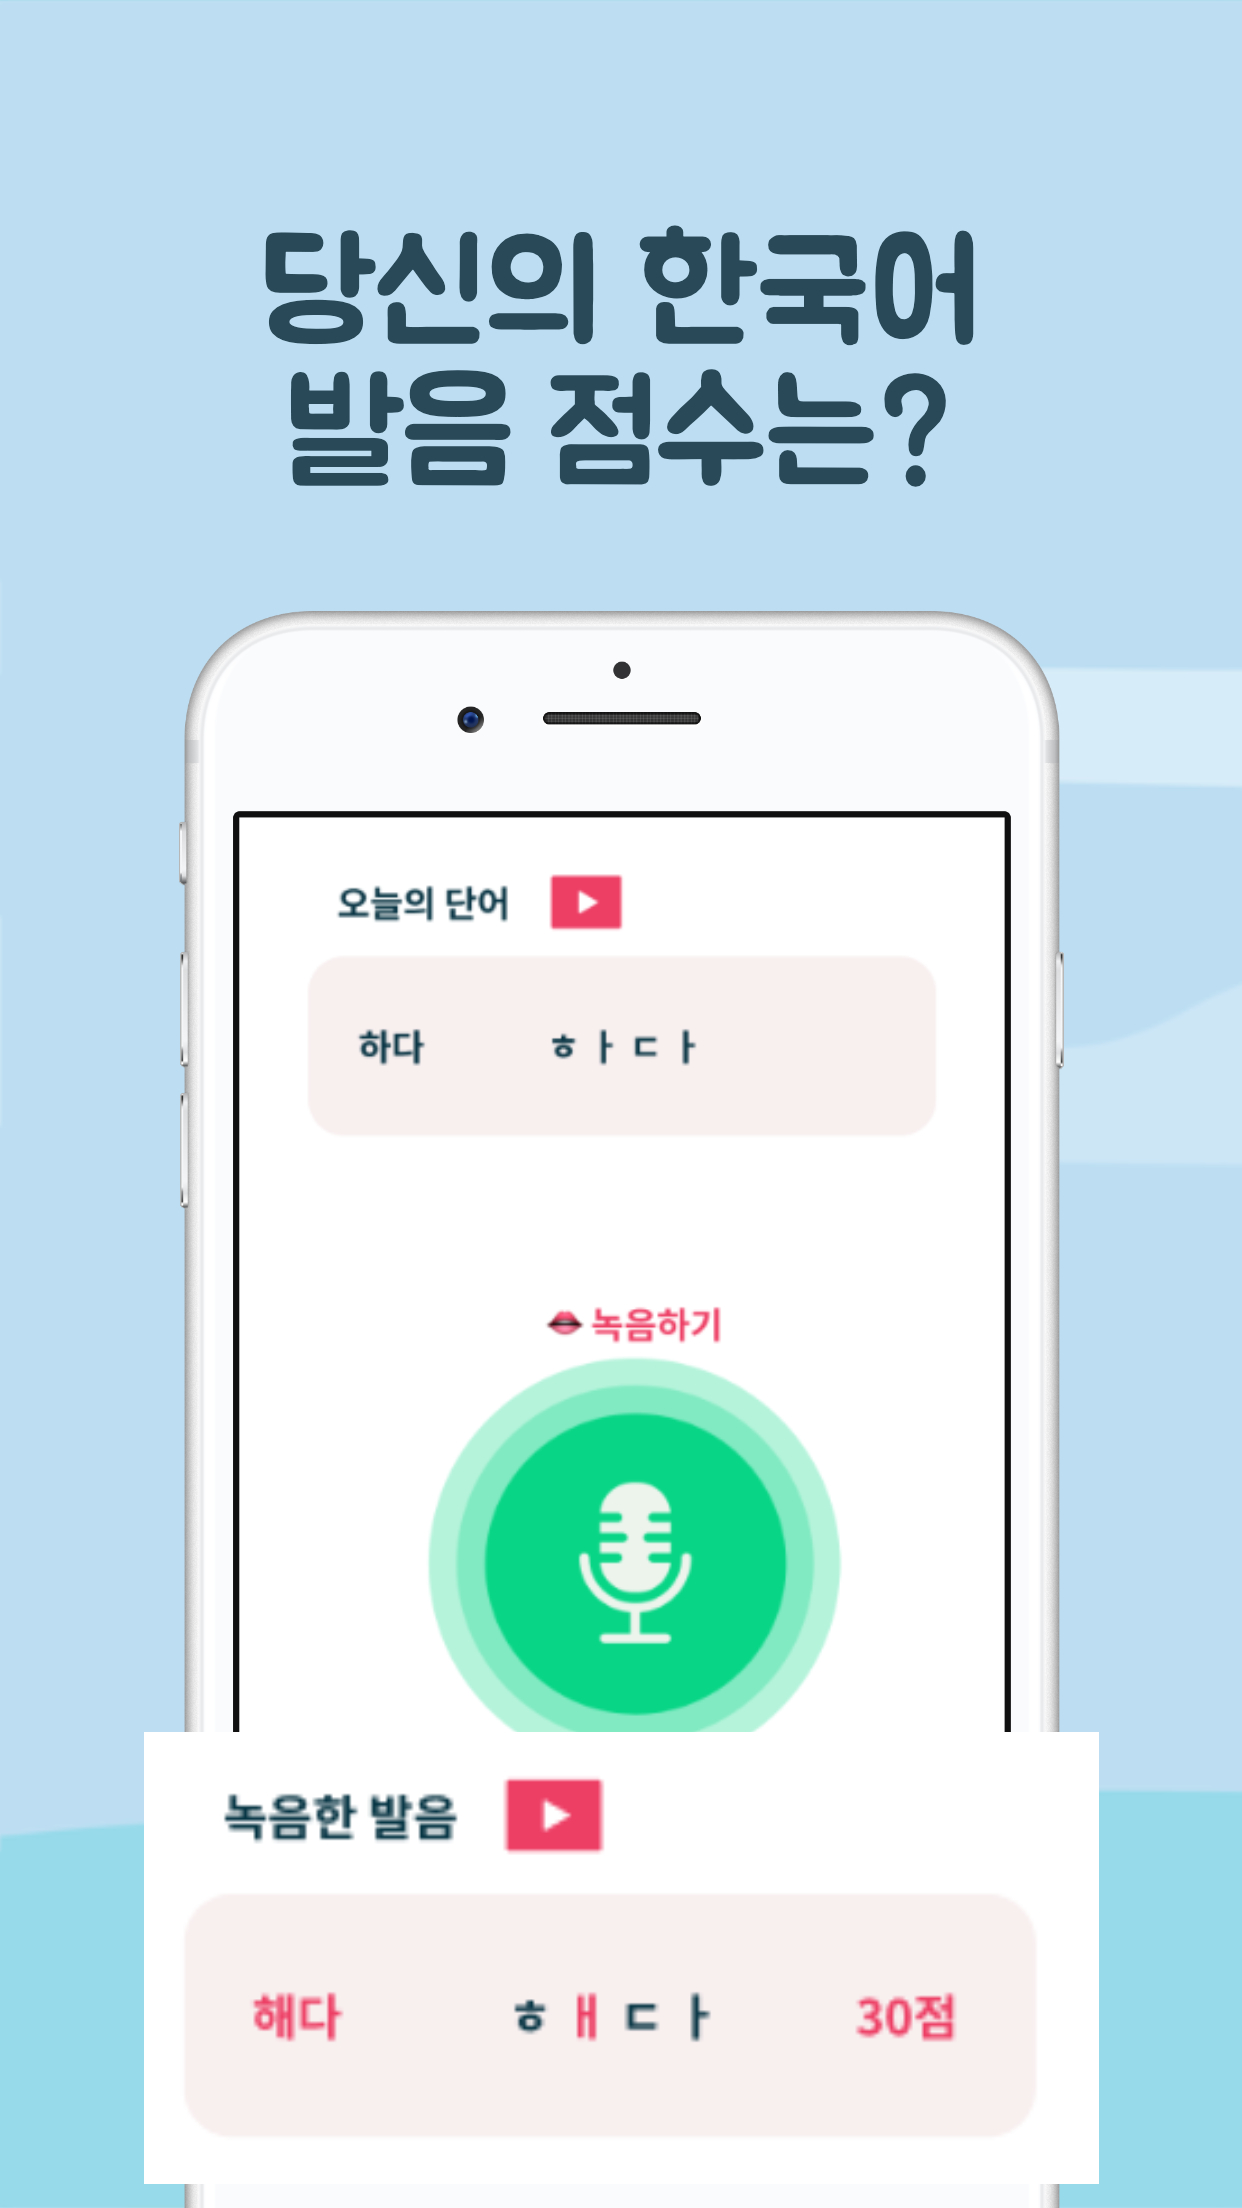 당신의 한국어
발음 점수는?
오늘의 단어
하다 ㅎ ㅏ ㄷ ㅏ
녹음하기
녹음한 발음
해다 ㅎ ㅐ ㄷ ㅏ 30점